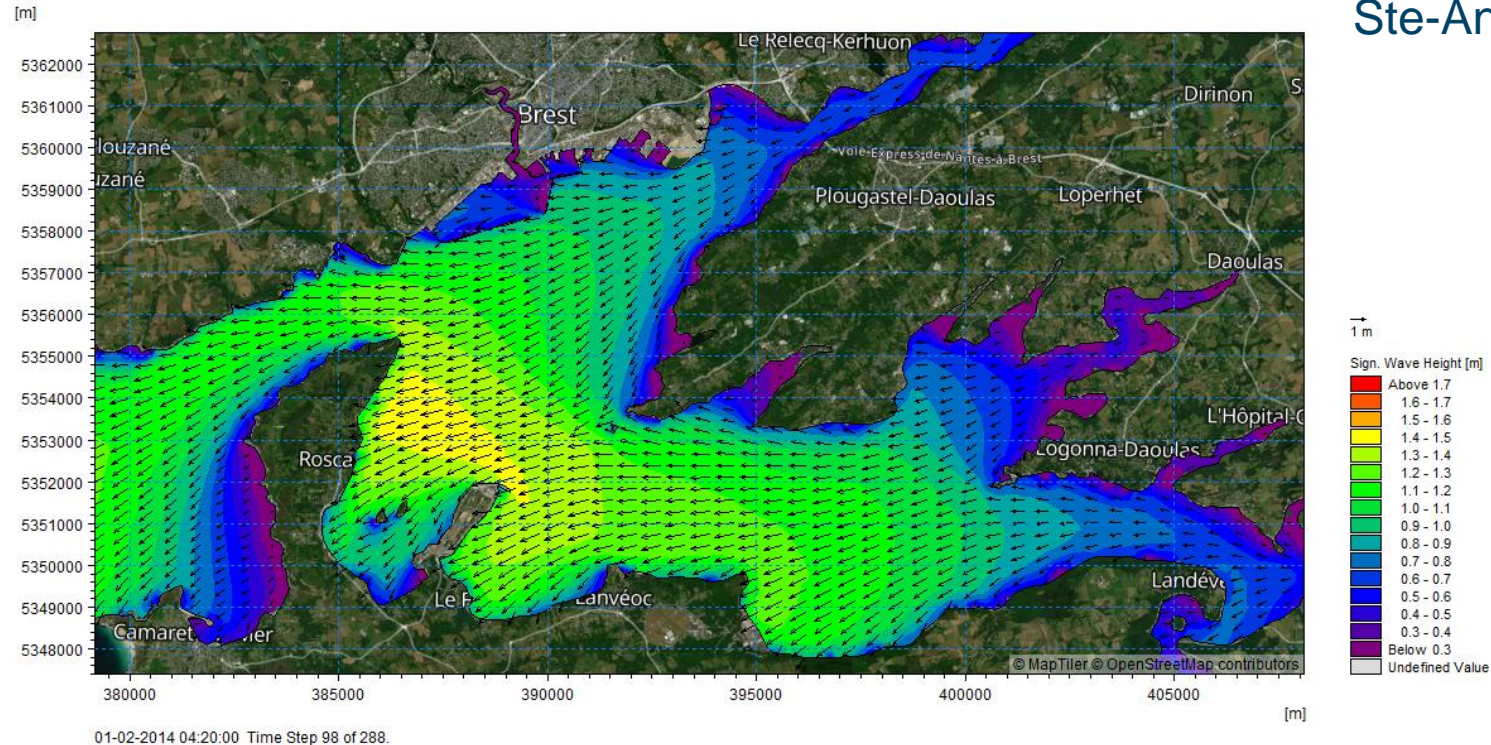 Ste-An
[m]
5362000
5361000
5360000
5359000
5358000
5357000
5356000
5355000
5354000
5353000
5352000
5351000
5350000
5349000
5348000
Le Relecq-Kerhuon
Dirinon
S
Brest
louzané
Voie Express de Nantes à Brest
uzané
Plougastel-Daoulas
Loperhet
Daoulas
L'Hôpital-C
Rosca
Logonna-Daoulas
Landéve
Le F
Lanvéoc
Camaret
ier
© MapTiler © OpenStreetMap contributors
380000
385000
390000
395000
400000
405000
[m]
01-02-2014 04:20:00 Time Step 98 of 288.
1 m
Sign. Wave Height [m]
Above 1.7
1.6 - 1.7
1.5 - 1.6
1.4 - 1.5
1.3 - 1.4
1.2 - 1.3
1.1 - 1.2
1.0 - 1.1
0.9 - 1.0
0.8 - 0.9
0.7 - 0.8
0.6 - 0.7
0.5 - 0.6
0.4 - 0.5
0.3 - 0.4
Below 0.3
Undefined Value